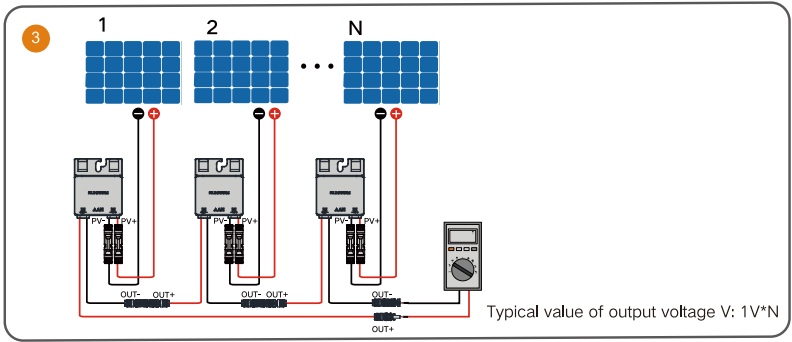 3
1
2
N
PV- PV+
PV- PV+
PV- PV+
OUT- OUT+
OUT- OUT+
OUT-
OUT+
Typical value of output voltage V: 1V*N